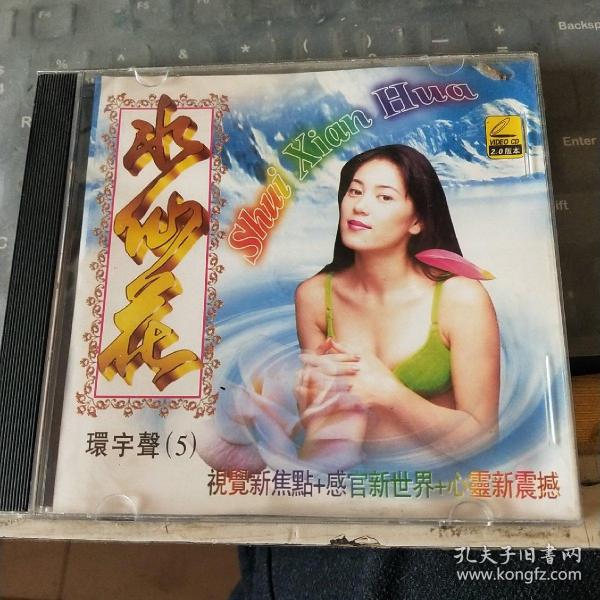 Backsp
Enter
水仙花
Shui Xian Hua
VIDEO CD
2.0版本
環宇聲(5)
視覺新焦點+感官新世界+心靈新震撼
孔夫子旧书网
www.kongfz.com